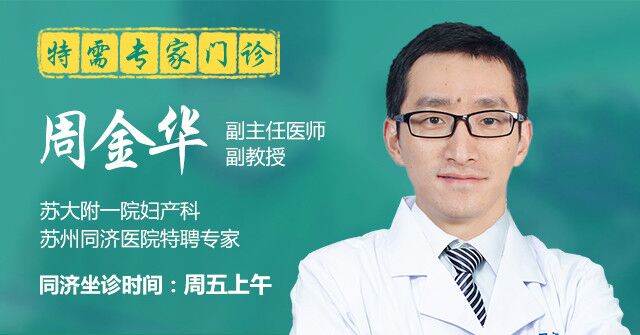 特需专家门诊
周金华
副主任医师
副教授
苏大附一院妇产科
苏州同济医院特聘专家
同济坐诊时间：周五上午